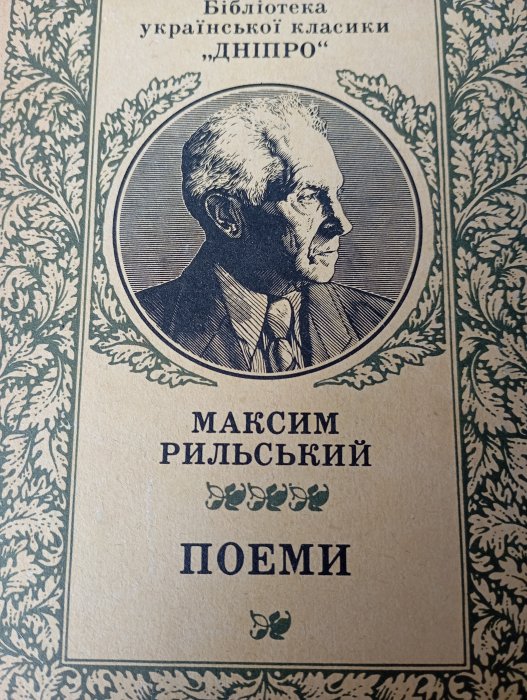 Бібліотека
української класики
„ДНІПРО“
МАКСИМ
РИЛЬСЬКИЙ
ПОЕМИ